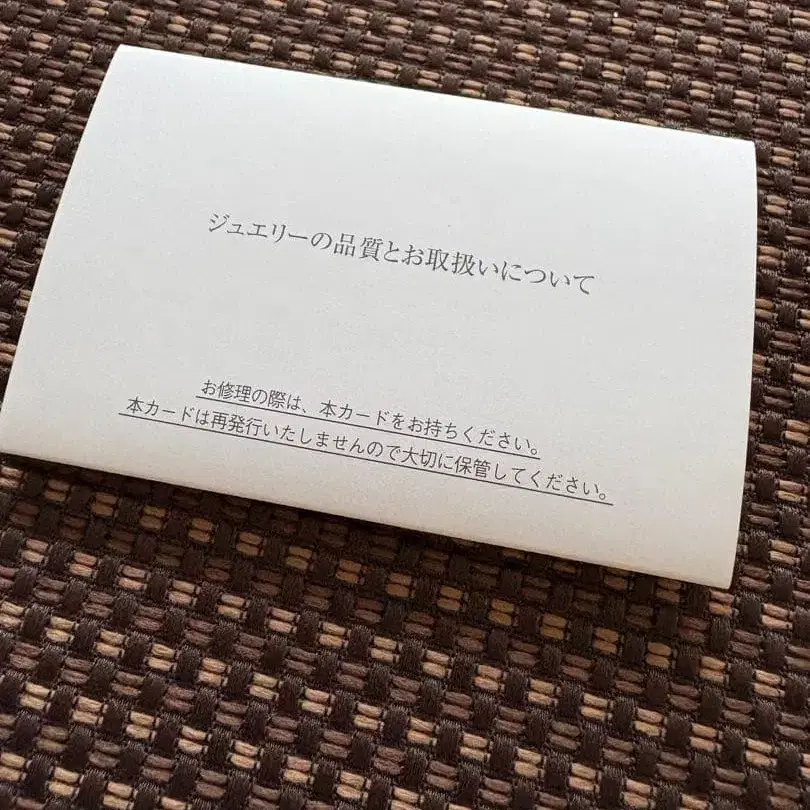 ジュエリーの品質とお取扱いについて
お修理の際は、本カードをお持ちください。
本カードは再発行いたしませんので大切に保管してください。